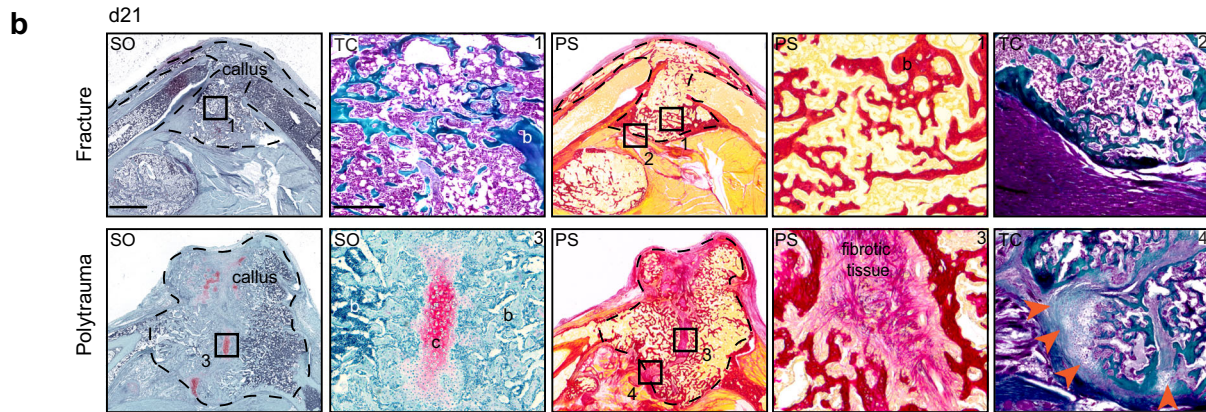 b
d21
Fracture
SO
callus
1
TC
1
b
PS
2
1
PS
1
b
TC
2
Polytrauma
SO
callus
3
SO
3
c
b
PS
3
4
PS
3
fibrotic
tissue
TC
4